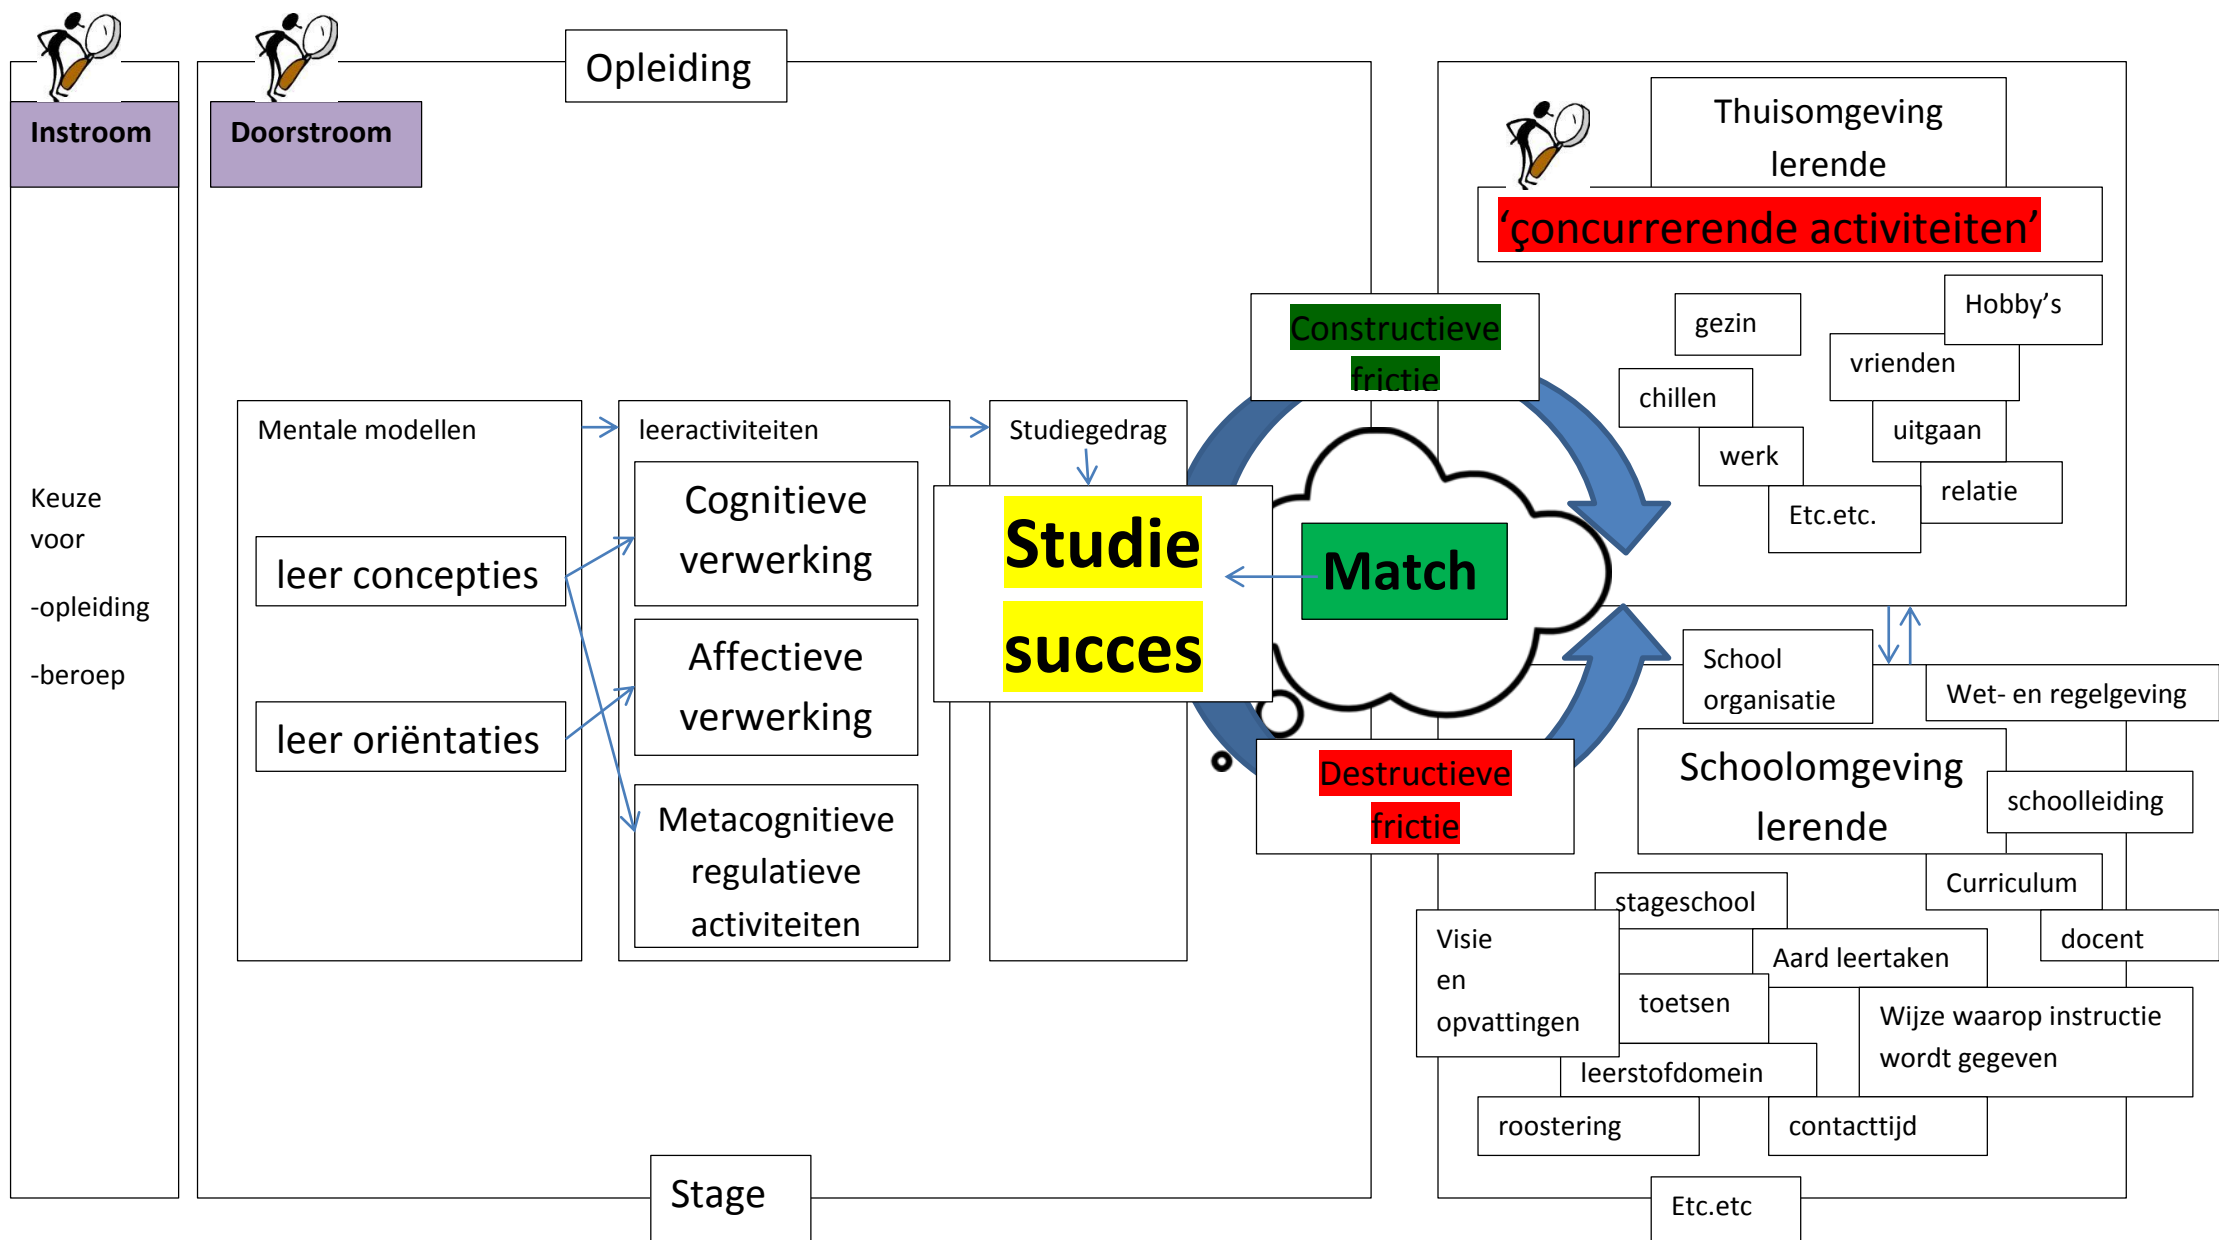 Instroom
Keuze
voor
-opleiding
-beroep
Doorstroom
Opleiding
Mentale modellen
leer concepties
leer oriëntaties
leeractiviteiten
Cognitieve
verwerking
Affectieve
verwerking
Metacognitieve
regulatieve
activiteiten
Studiegedrag
Studie
succes
Constructieve
frictie
Match
Destructieve
frictie
Stage
Thuisomgeving
lerende
‘çoncurrerende activiteiten’
Hobby’s
gezin
vrienden
chillen
uitgaan
werk
relatie
Etc.etc.
School
organisatie
Wet- en regelgeving
Schoolomgeving
lerende
schoolleiding
Curriculum
stageschool
docent
Visie
en
opvattingen
Aard leertaken
toetsen
Wijze waarop instructie
wordt gegeven
leerstofdomein
roostering
contacttijd
Etc.etc